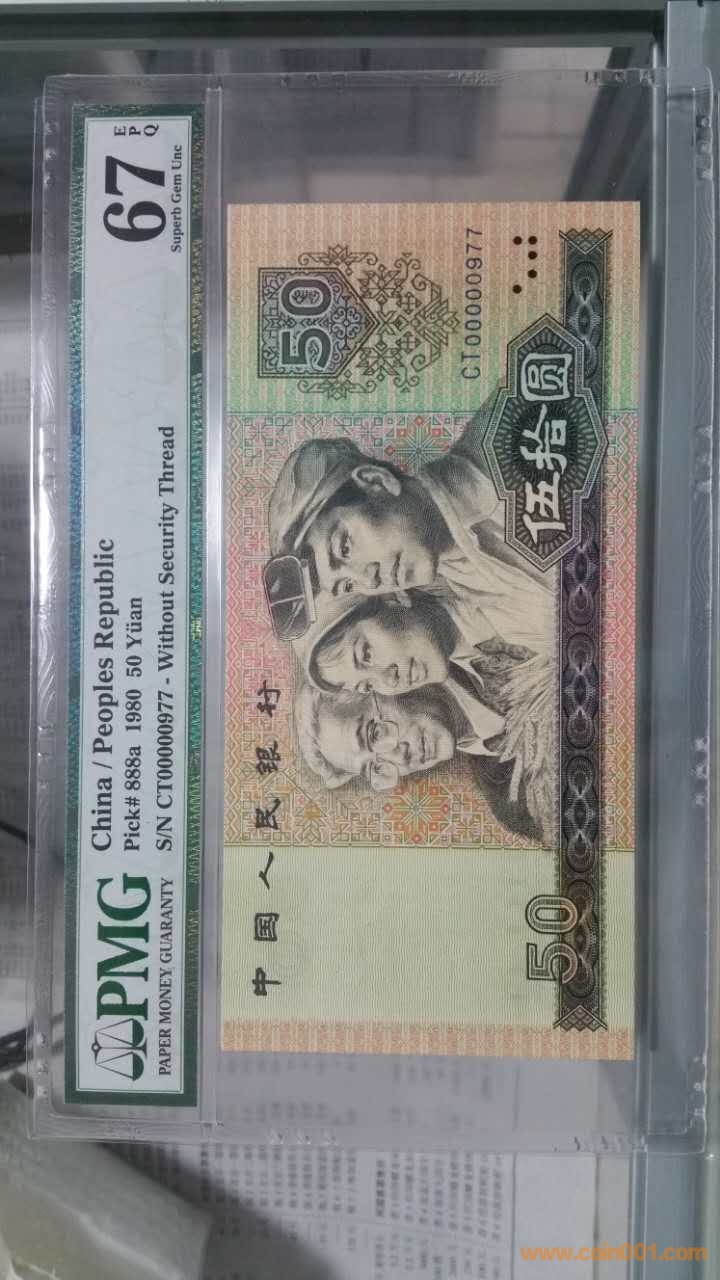 PMG
PAPER MONEY GUARANTY
China / Peoples Republic
Pick# 888a 1980 50 Yüan
S/N CT00000977 - Without Security Thread
67
EPQ
Superb Gem Unc
中国人民银行
50
CT00000977
伍拾圆
50
www.coin001.com